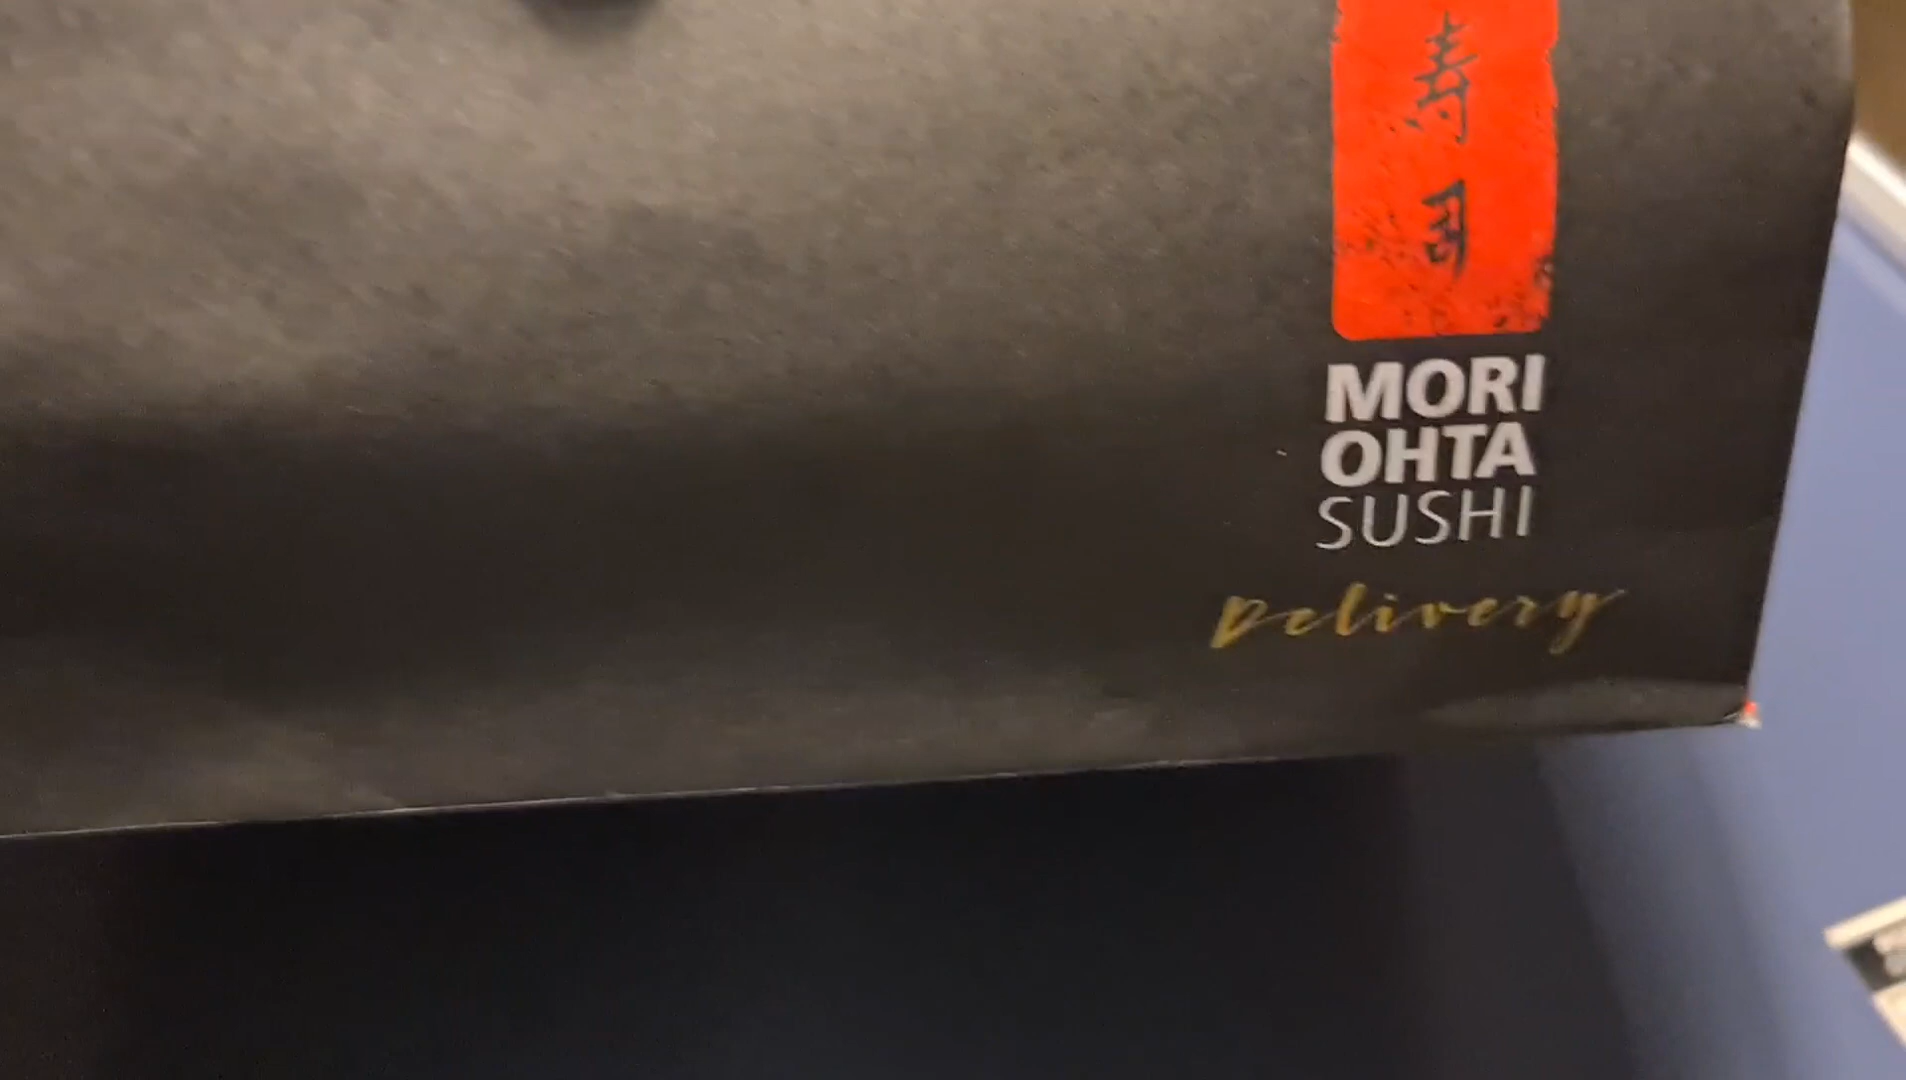 寿
司
MORI
OHTA
SUSHI
Delivery